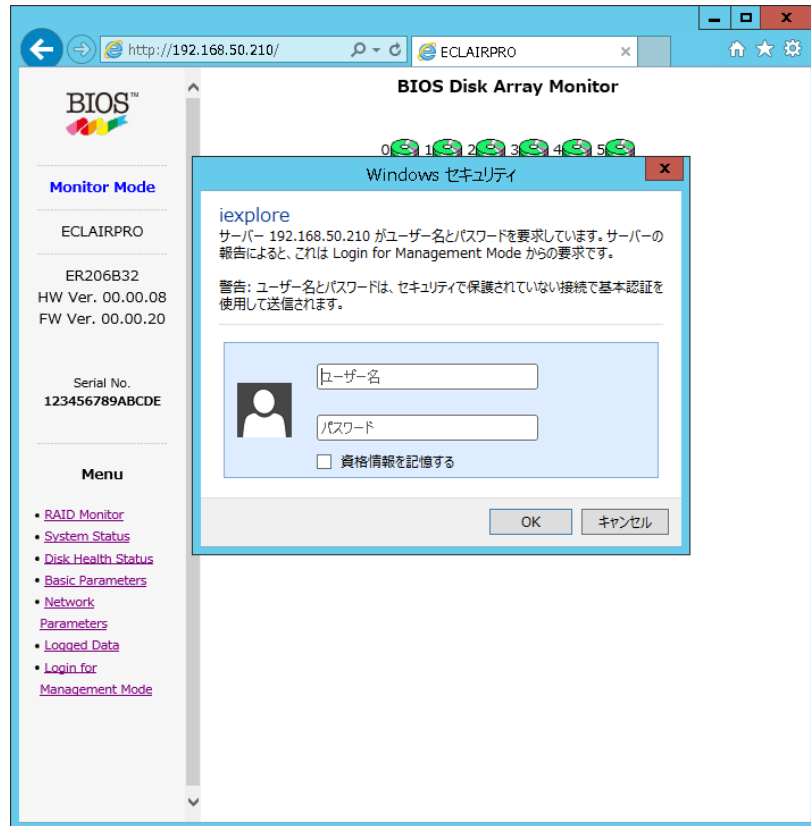 http://192.168.50.210/
ECLAIRPRO
BIOS™
Monitor Mode
ECLAIRPRO
ER206B32
HW Ver. 00.00.08
FW Ver. 00.00.20
Serial No.
123456789ABCDE
Menu
• RAID Monitor
• System Status
• Disk Health Status
• Basic Parameters
• Network
Parameters
• Logged Data
• Login for
Management Mode
BIOS Disk Array Monitor
0 1 2 3 4 5
Windows セキュリティ
iexplore
サーバー 192.168.50.210 がユーザー名とパスワードを要求しています。サーバーの
報告によると、これは Login for Management Mode からの要求です。
警告: ユーザー名とパスワードは、セキュリティで保護されていない接続で基本認証を
使用して送信されます。
ユーザー名
パスワード
資格情報を記憶する
OK
キャンセル